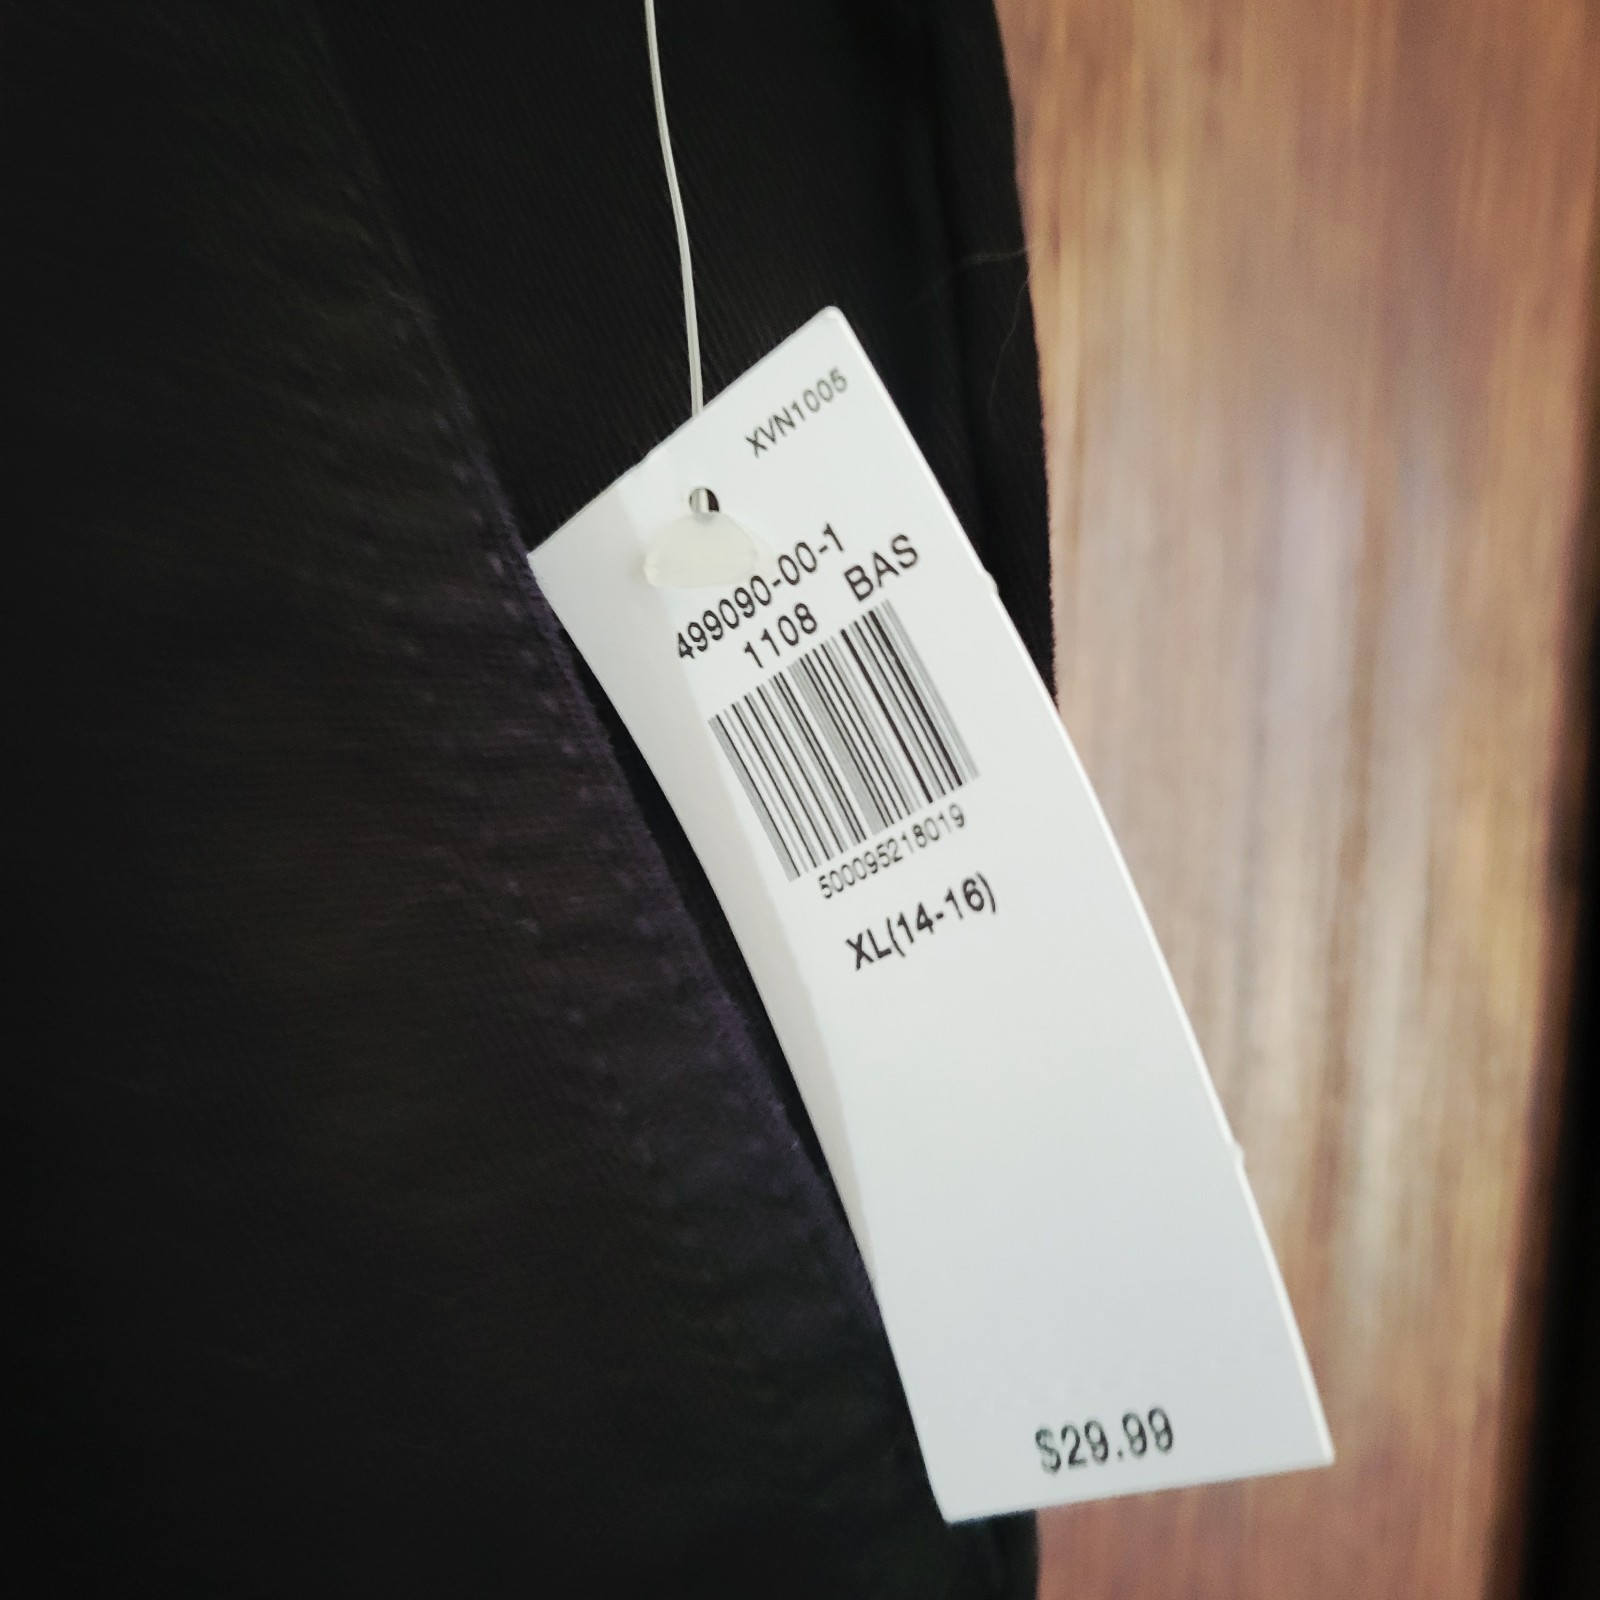 XVN1005
499090-00-1
1108 BAS
500095218019
XL(14-16)
$29.99